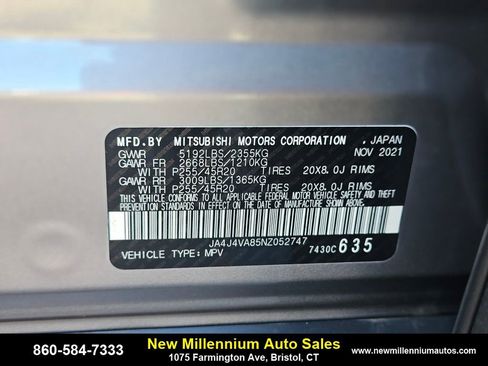 MFD.BY MITSUBISHI MOTORS CORPORATION , JAPAN
GVWR 5192LBS/2355KG NOV 2021
GAWR FR 2668LBS/1210KG
WITH P255/45R20 TIRES 20X8.0J RIMS
GAWR RR 3009LBS/1365KG
WITH P255/45R20 TIRES 20X8.0J RIMS
THIS VEHICLE CONFORMS TO ALL APPLICABLE FEDERAL MOTOR VEHICLE SAFETY
AND THEFT PREVENTION STANDARDS IN EFFECT ON THE DATE OF MANUFACTURE
SHOWN ABOVE.
JA4J4VA85NZ052747
VEHICLE TYPE: MPV 7430C 635
860-584-7333
New Millennium Auto Sales
1075 Farmington Ave, Bristol, CT
www.newmillenniumautos.com